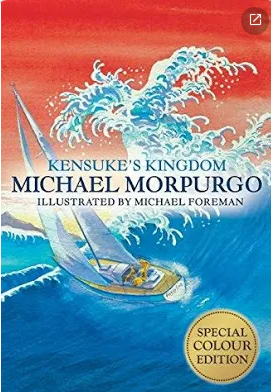 KENSUKE'S KINGDOM
MICHAEL MORPURGO
ILLUSTRATED BY MICHAEL FOREMAN
SPECIAL
COLOUR
EDITION